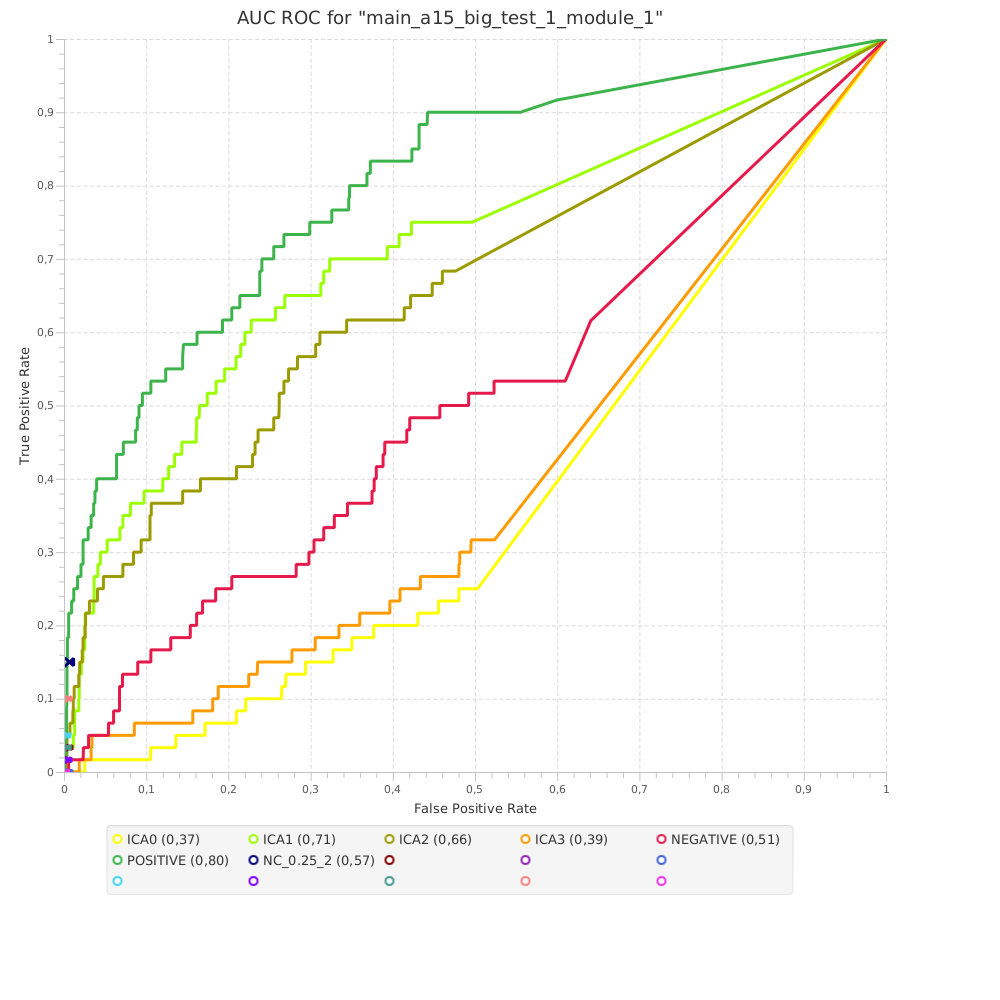 AUC ROC for "main_a15_big_test_1_module_1"
1
0,9
0,8
0,7
0,6
0,5
0,4
0,3
0,2
0,1
0
True Positive Rate
0 0,1 0,2 0,3 0,4 0,5 0,6 0,7 0,8 0,9 1
False Positive Rate
ICA0 (0,37) ICA1 (0,71) ICA2 (0,66) ICA3 (0,39) NEGATIVE (0,51)
POSITIVE (0,80) NC_0.25_2 (0,57)